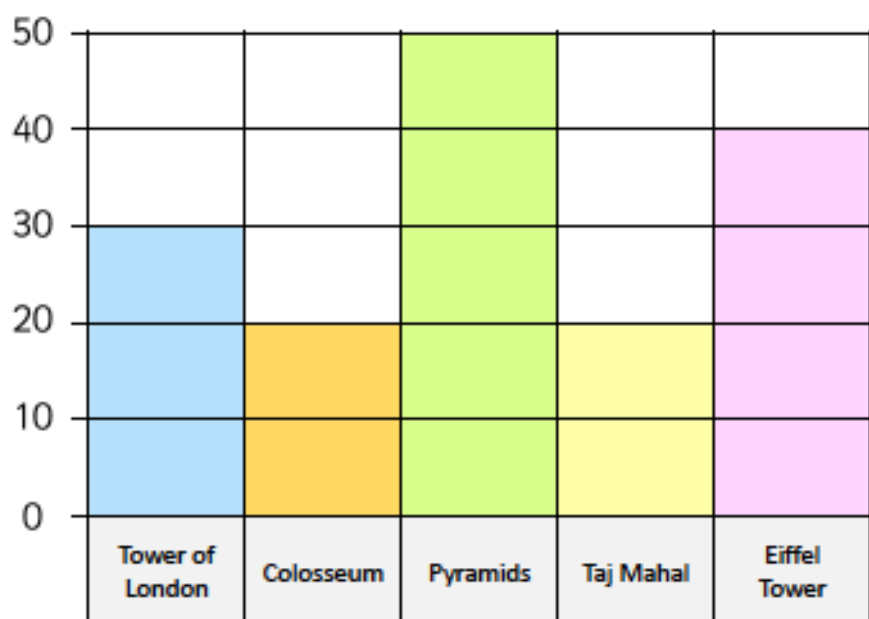 50
40
30
20
10
0
Tower of
London
Colosseum
Pyramids
Taj Mahal
Eiffel
Tower